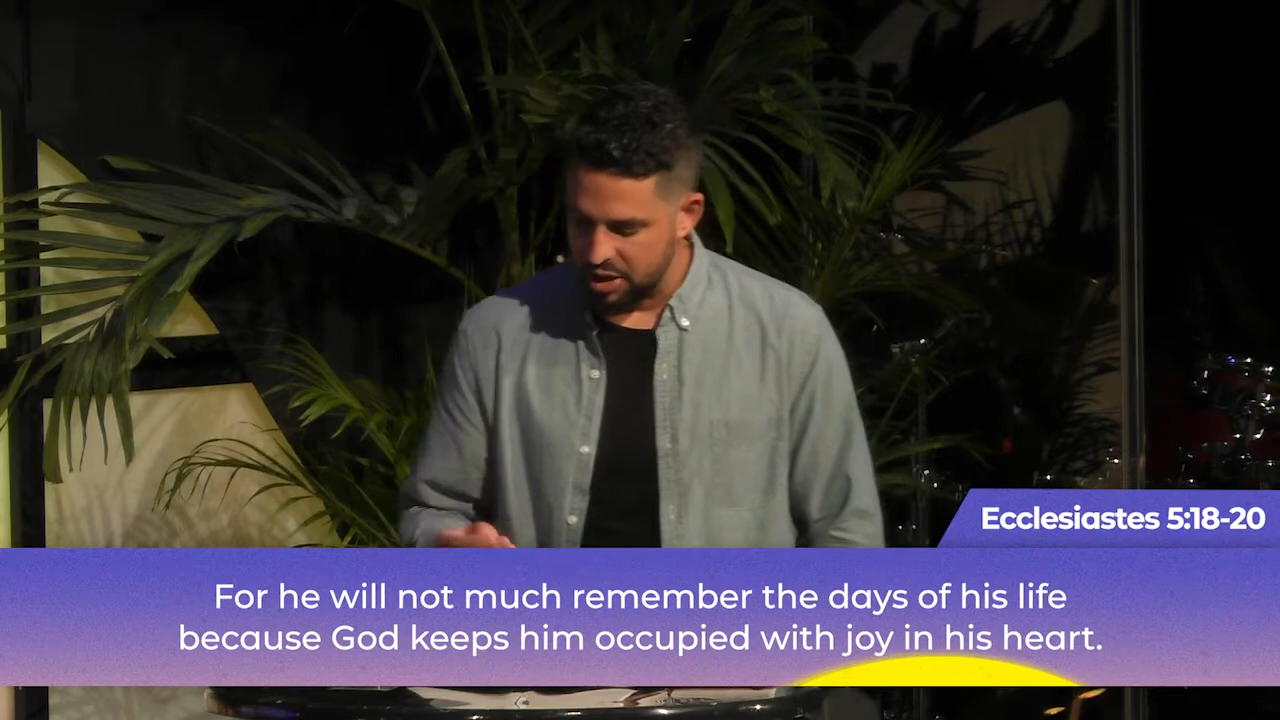 Ecclesiastes 5:18-20
For he will not much remember the days of his life
because God keeps him occupied with joy in his heart.